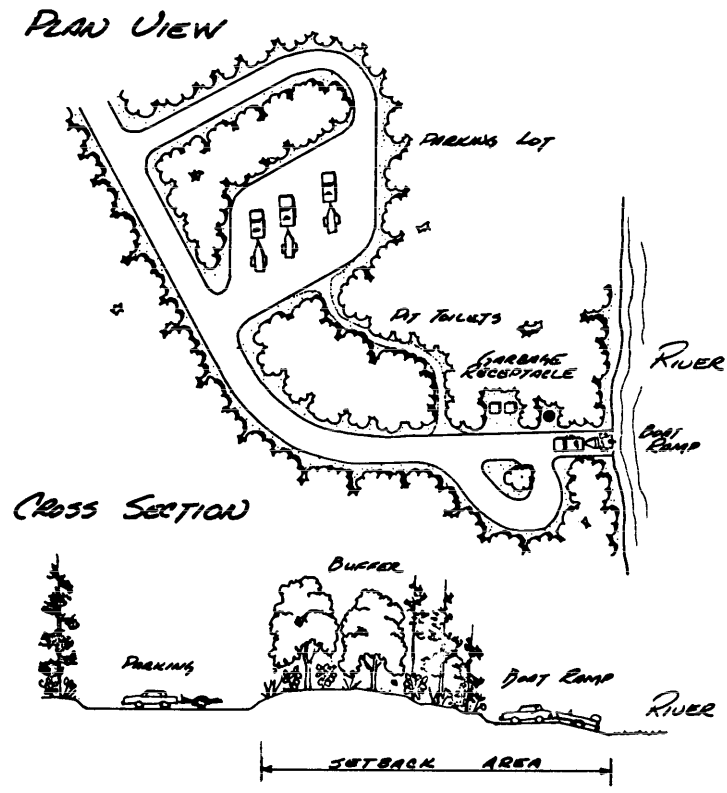 PLAN VIEW
PARKING LOT
PIT TOILETS
GARBAGE
RECEPTACLE
RIVER
BOAT
RAMP
CROSS SECTION
BUFFER
PARKING
BOAT RAMP
RIVER
SETBACK AREA